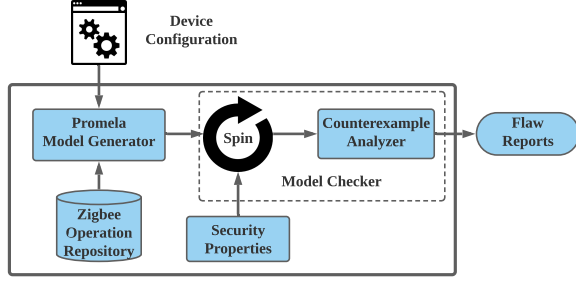 Device
Configuration
Promela
Model Generator
Spin
Counterexample
Analyzer
Flaw
Reports
Model Checker
Zigbee
Operation
Repository
Security
Properties